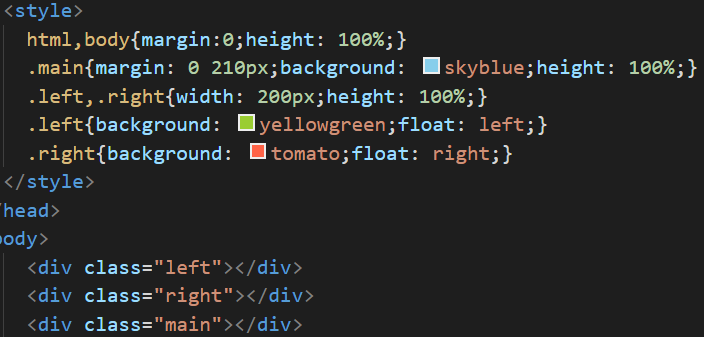 <style>
html,body{margin:0;height: 100%;}
.main{margin: 0 210px;background: skyblue;height: 100%;}
.left,.right{width: 200px;height: 100%;}
.left{background: yellowgreen;float: left;}
.right{background: tomato;float: right;}
</style>
/head>
body>
<div class="left"></div>
<div class="right"></div>
<div class="main"></div>